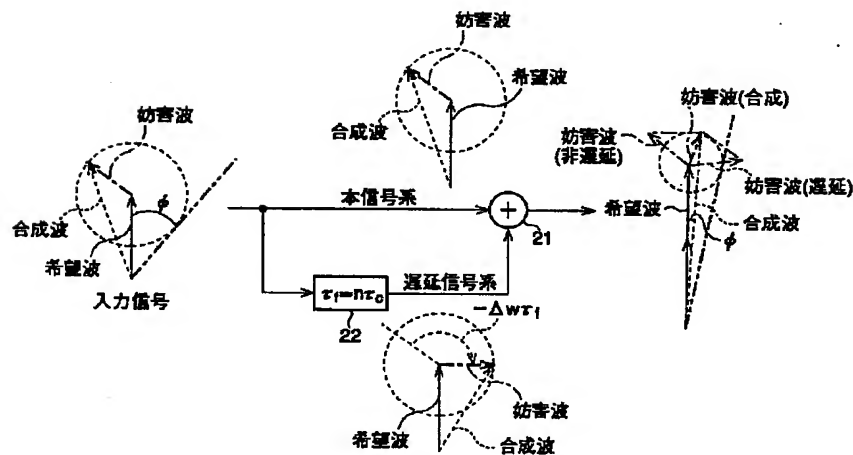 妨害波
希望波
合成波
妨害波
合成波
希望波
φ
入力信号
本信号系
+
21
遅延信号系
τ₁=nτ₀
22
妨害波(合成)
妨害波
(非遅延)
妨害波(遅延)
希望波
合成波
φ
−Δwτ₁
妨害波
希望波
合成波